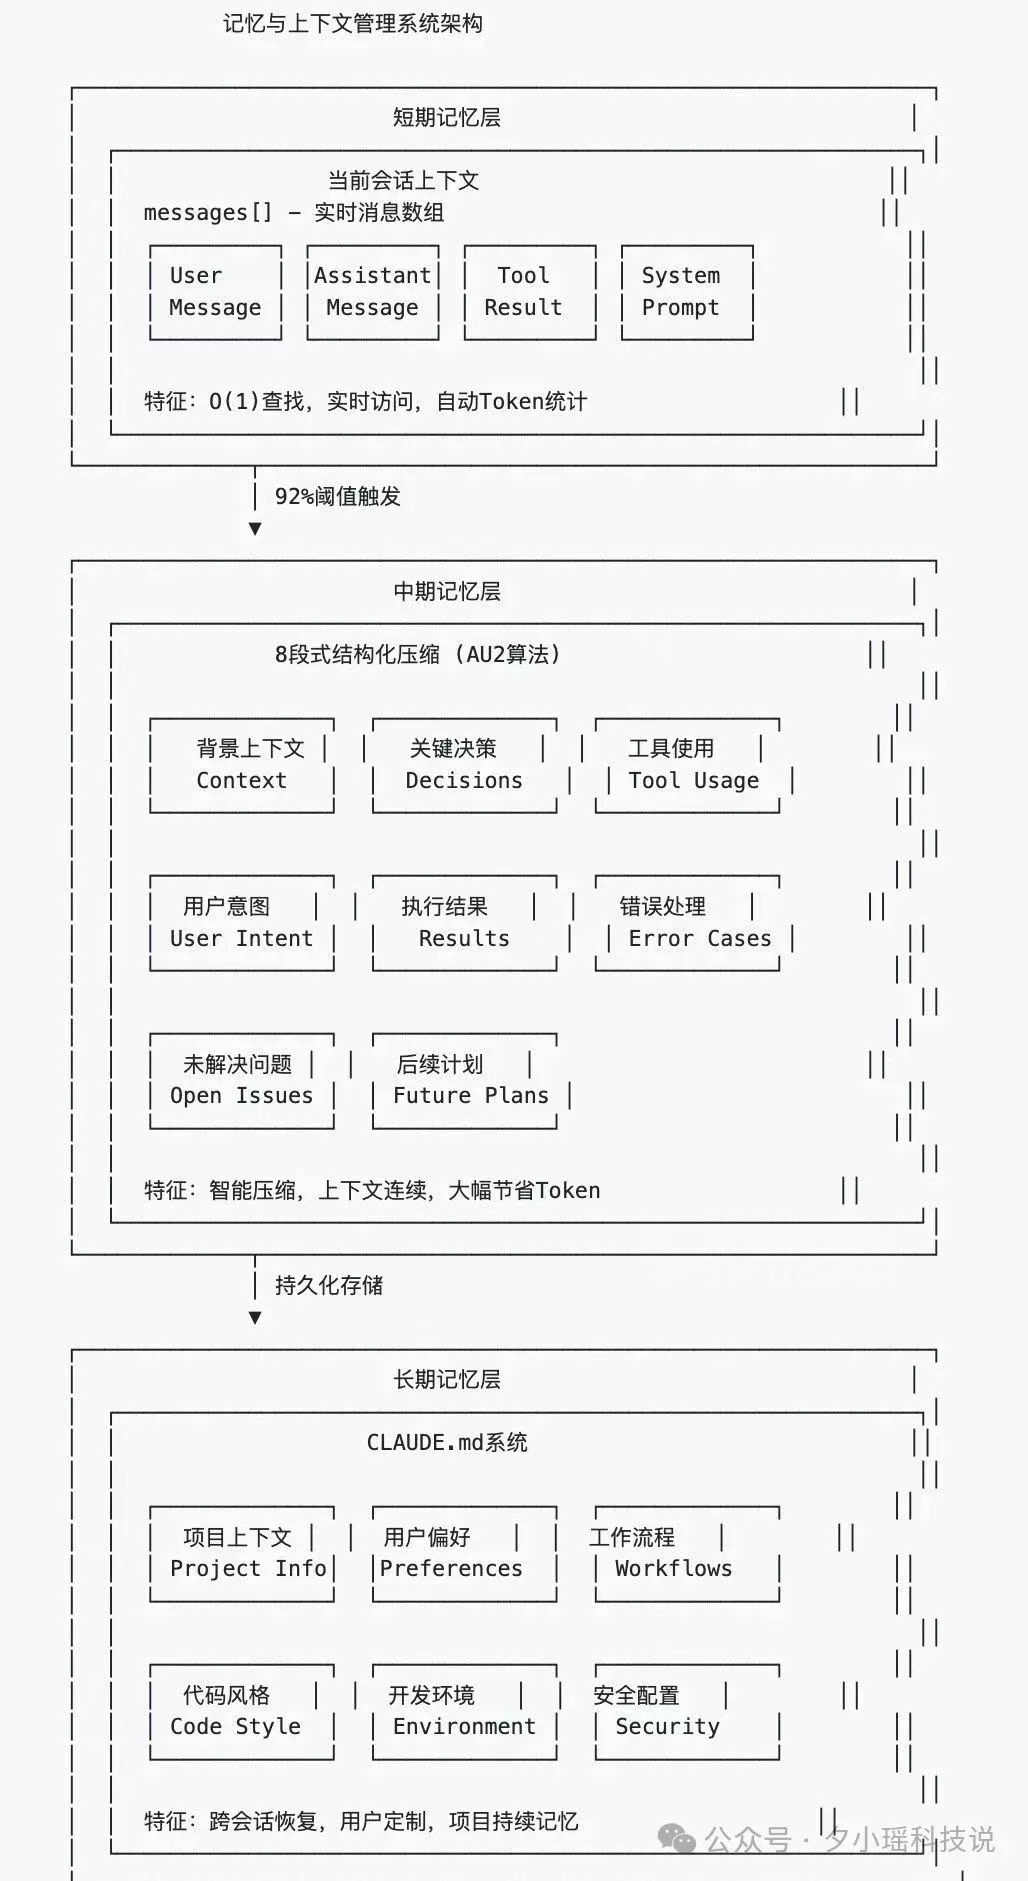 记忆与上下文管理系统架构
短期记忆层
当前会话上下文
messages[] - 实时消息数组
User Assistant Tool System
Message Message Result Prompt
特征：O(1)查找，实时访问，自动Token统计
92%阈值触发
中期记忆层
8段式结构化压缩 (AU2算法)
背景上下文 关键决策 工具使用
Context Decisions Tool Usage
用户意图 执行结果 错误处理
User Intent Results Error Cases
未解决问题 后续计划
Open Issues Future Plans
特征：智能压缩，上下文连续，大幅节省Token
持久化存储
长期记忆层
CLAUDE.md系统
项目上下文 用户偏好 工作流程
Project Info Preferences Workflows
代码风格 开发环境 安全配置
Code Style Environment Security
特征：跨会话恢复，用户定制，项目持续记忆
公众号 · 夕小瑶科技说